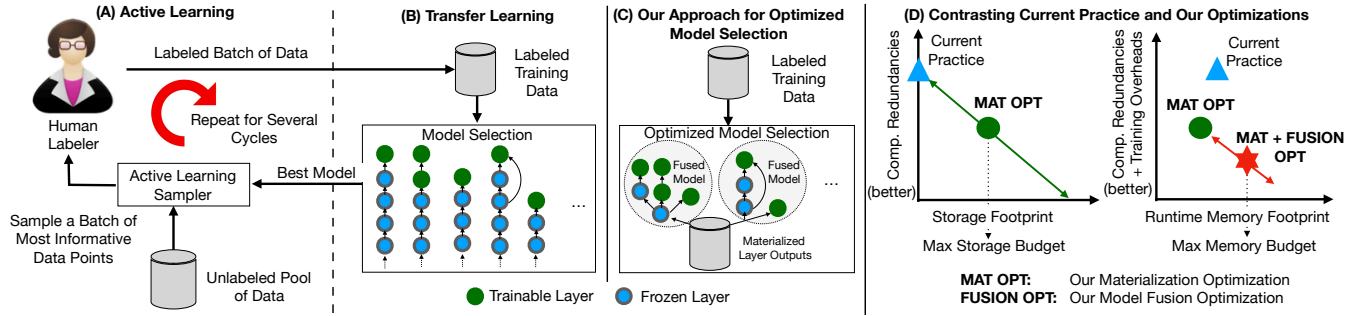 (A) Active Learning
Labeled Batch of Data
Repeat for Several
Cycles
Human
Labeler
Active Learning
Sampler
Best Model
Sample a Batch of
Most Informative
Data Points
Unlabeled Pool
of Data
(B) Transfer Learning
Labeled
Training
Data
Model Selection
...
(C) Our Approach for Optimized
Model Selection
Labeled
Training
Data
Optimized Model Selection
Fused
Model
Fused
Model
...
Materialized
Layer Outputs
Trainable Layer
Frozen Layer
(D) Contrasting Current Practice and Our Optimizations
Comp. Redundancies
(better)
Current
Practice
MAT OPT
Storage Footprint
Max Storage Budget
Comp. Redundancies
+ Training Overheads
(better)
Current
Practice
MAT OPT
MAT + FUSION
OPT
Runtime Memory Footprint
Max Memory Budget
MAT OPT: Our Materialization Optimization
FUSION OPT: Our Model Fusion Optimization